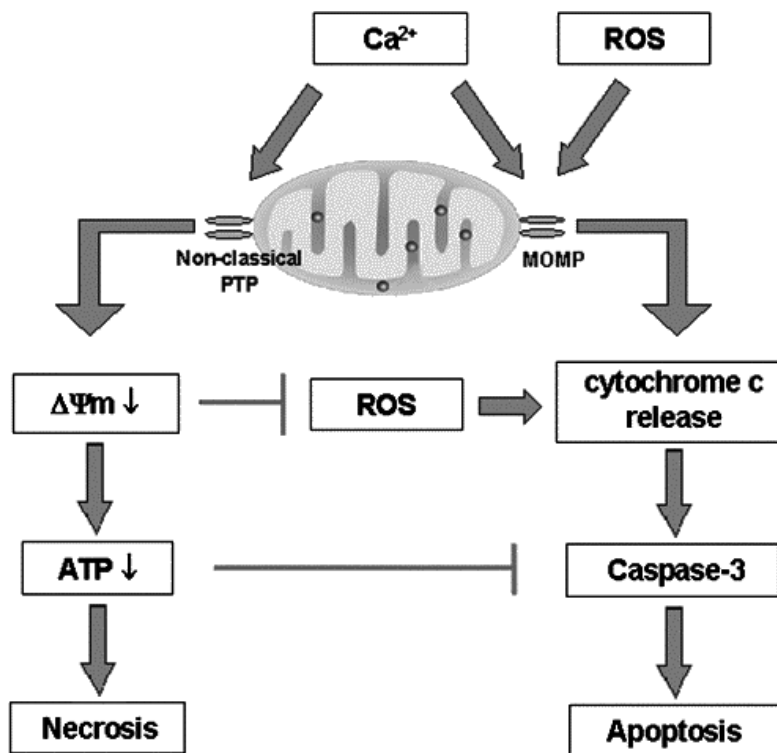 Ca²⁺
ROS
Non-classical
PTP
MOMP
ΔΨm ↓
ROS
cytochrome c
release
ATP ↓
Caspase-3
Necrosis
Apoptosis